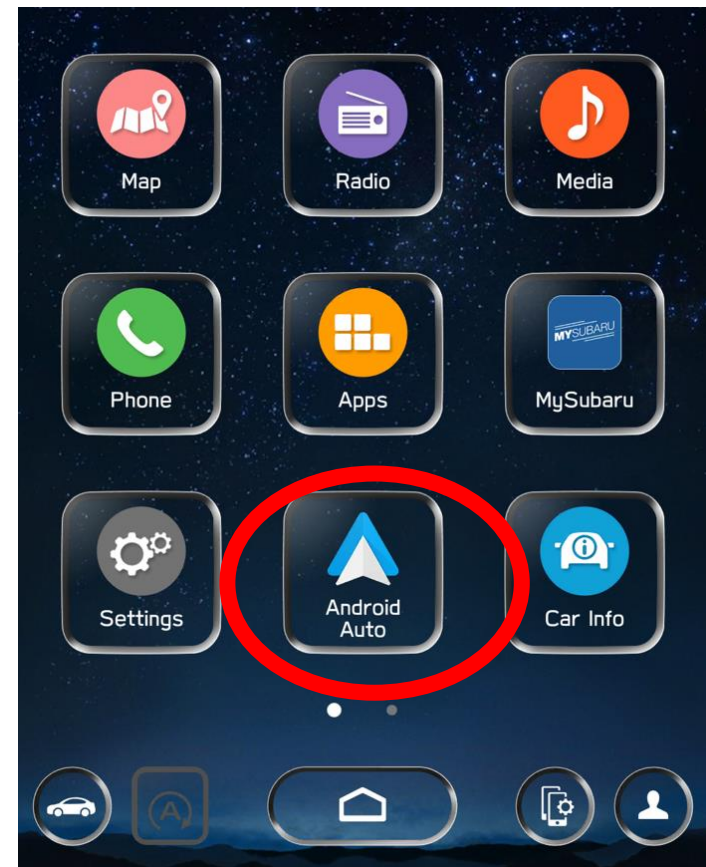 Map
Radio
Media
Phone
Apps
MYSUBARU
MySubaru
Settings
Android
Auto
Car Info
A